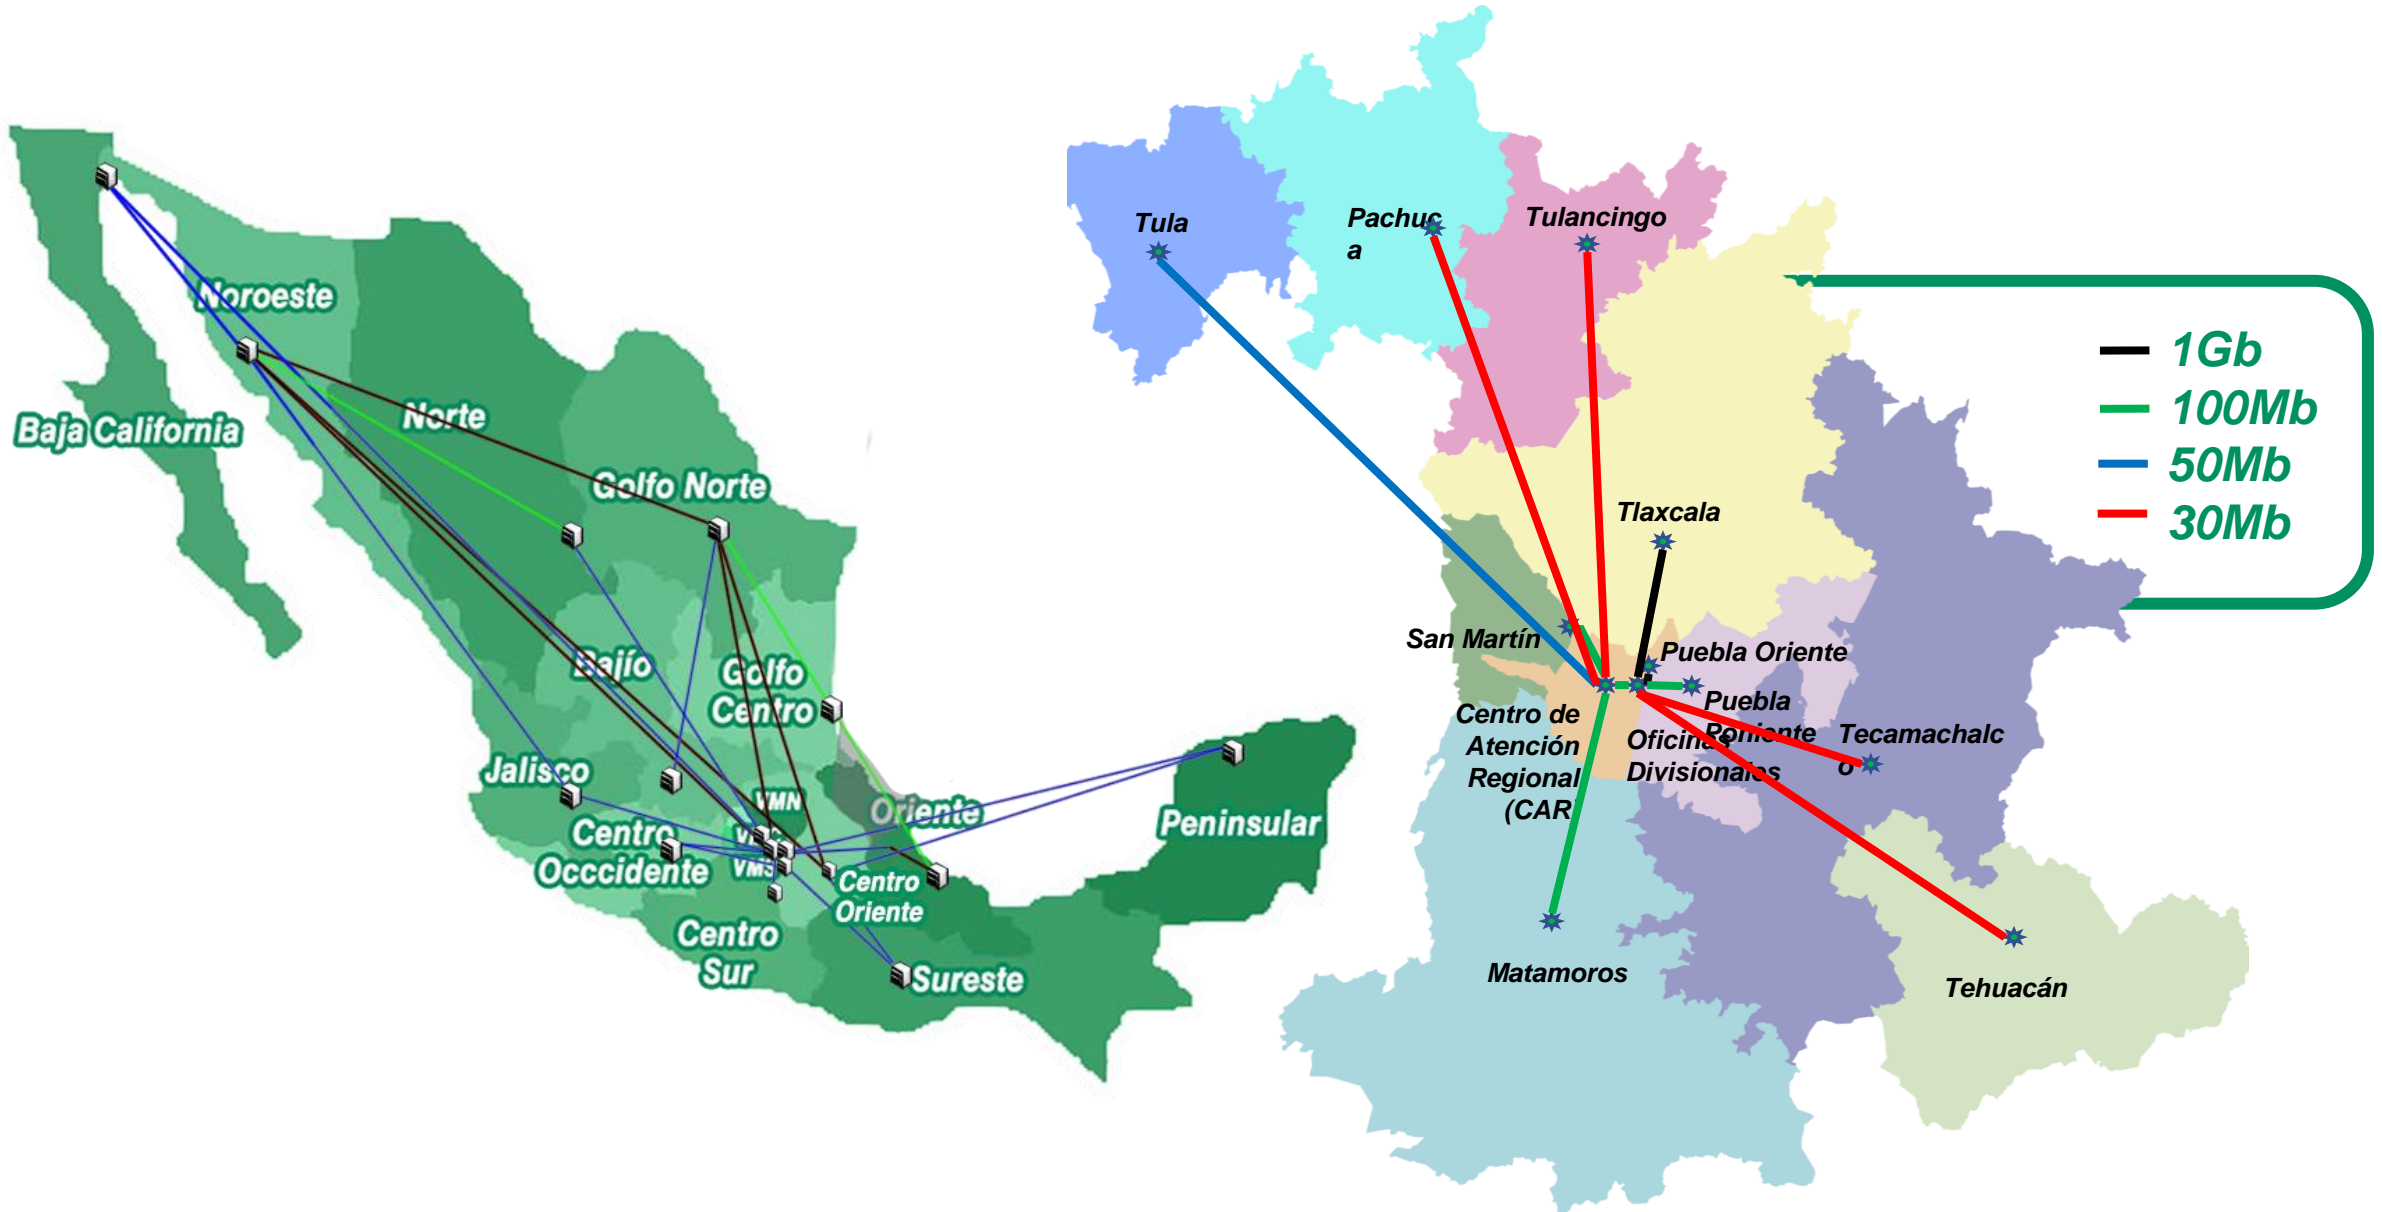 Noroeste
Norte
Baja California
Golfo Norte
Bajío
Golfo
Centro
Jalisco
VMN
Oriente
Centro
Occcidente
VMS
Peninsular
Centro
Oriente
Centro
Sur
Sureste
Tula
Pachuc
a
Tulancingo
Tlaxcala
San Martín
Puebla Oriente
Puebla
Poniente
Centro de
Atención
Regional
(CAR)
Oficinas
Divisionales
Tecamachalc
o
Matamoros
Tehuacán
1Gb
100Mb
50Mb
30Mb